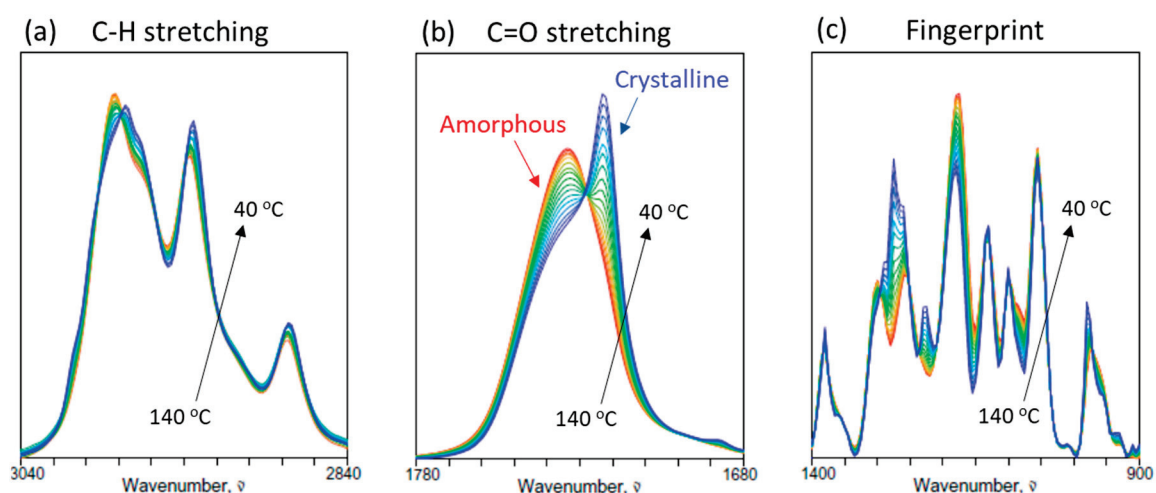 (a) C-H stretching
40 °C
140 °C
3040 2840
Wavenumber, ν̃
(b) C=O stretching
Crystalline
Amorphous
40 °C
140 °C
1780 1680
Wavenumber, ν̃
(c) Fingerprint
40 °C
140 °C
1400 900
Wavenumber, ν̃